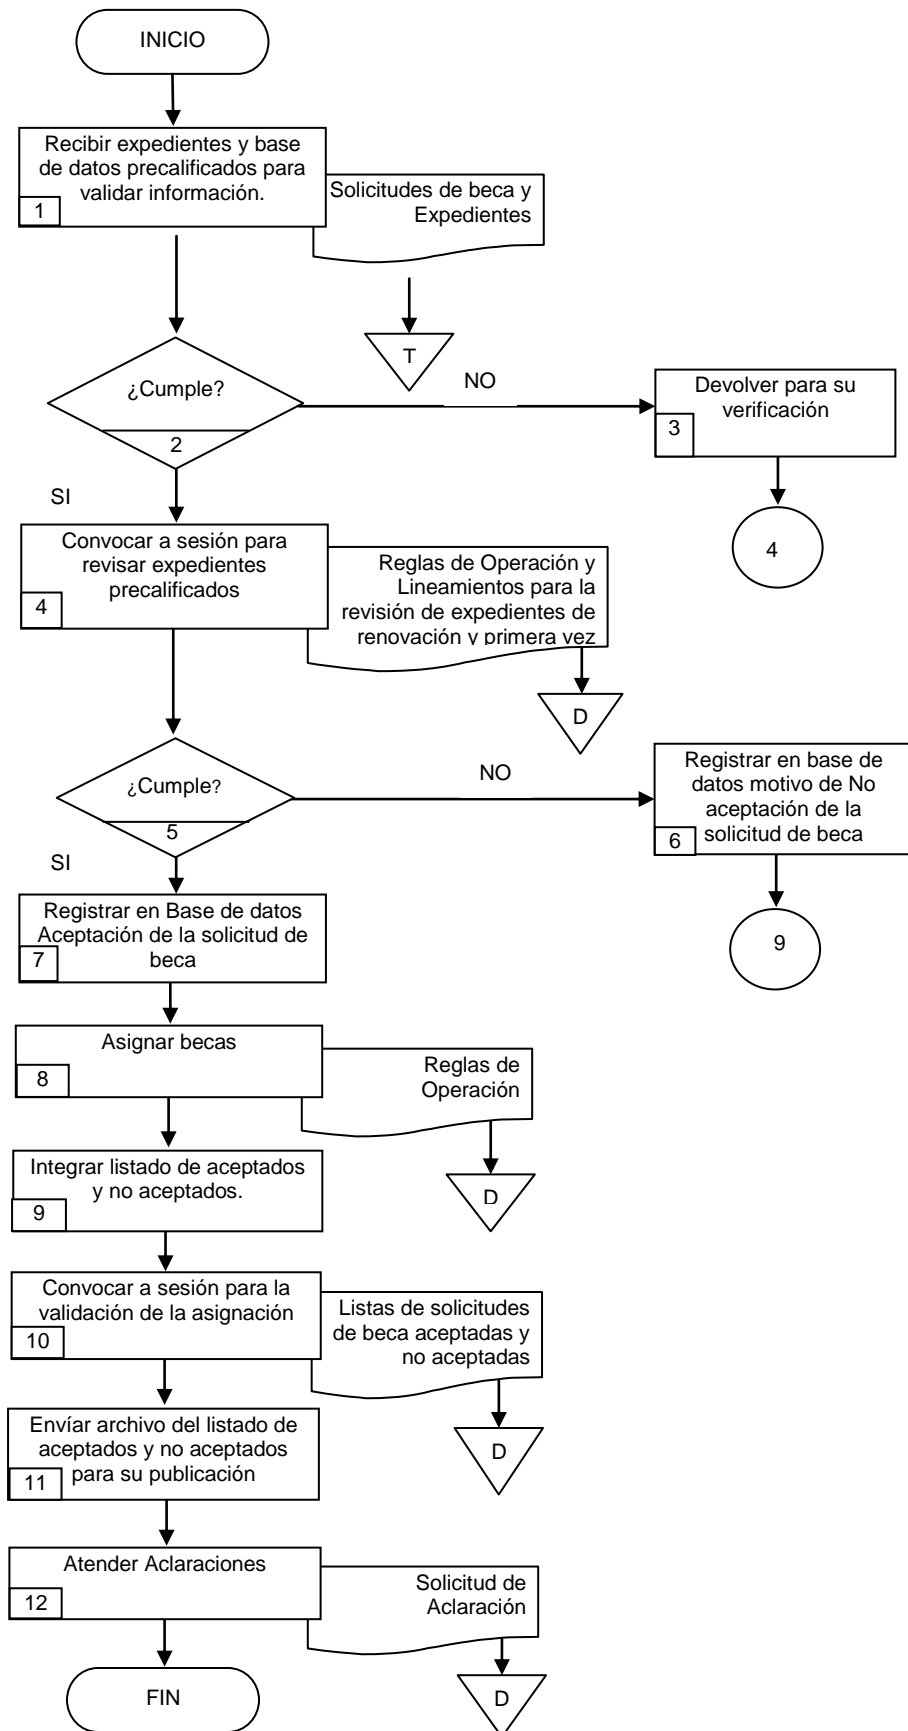 INICIO
Recibir expedientes y base
de datos precalificados para
validar información.
1
Solicitudes de beca y
Expedientes
T
¿Cumple?
2
NO
Devolver para su
verificación
3
4
SI
Convocar a sesión para
revisar expedientes
precalificados
4
Reglas de Operación y
Lineamientos para la
revisión de expedientes de
renovación y primera vez
D
¿Cumple?
5
NO
Registrar en base de
datos motivo de No
aceptación de la
solicitud de beca
6
9
SI
Registrar en Base de datos
Aceptación de la solicitud de
beca
7
Asignar becas
8
Reglas de
Operación
D
Integrar listado de aceptados
y no aceptados.
9
Convocar a sesión para la
validación de la asignación
10
Listas de solicitudes
de beca aceptadas y
no aceptadas
D
Envíar archivo del listado de
aceptados y no aceptados
para su publicación
11
Atender Aclaraciones
12
Solicitud de
Aclaración
D
FIN